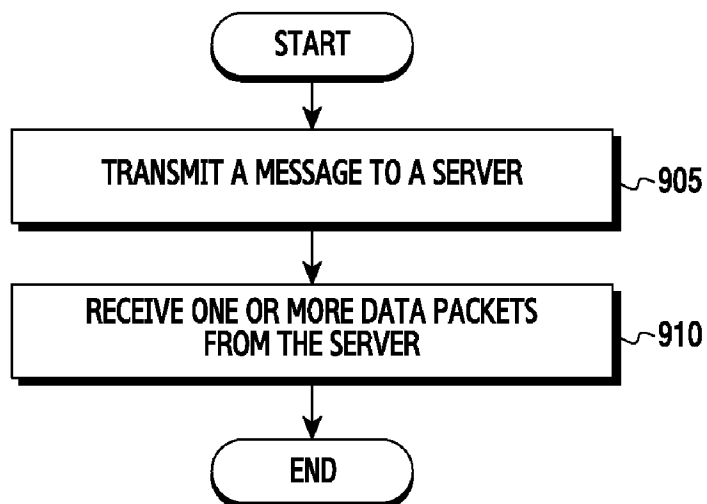 START
TRANSMIT A MESSAGE TO A SERVER
905
RECEIVE ONE OR MORE DATA PACKETS
FROM THE SERVER
910
END